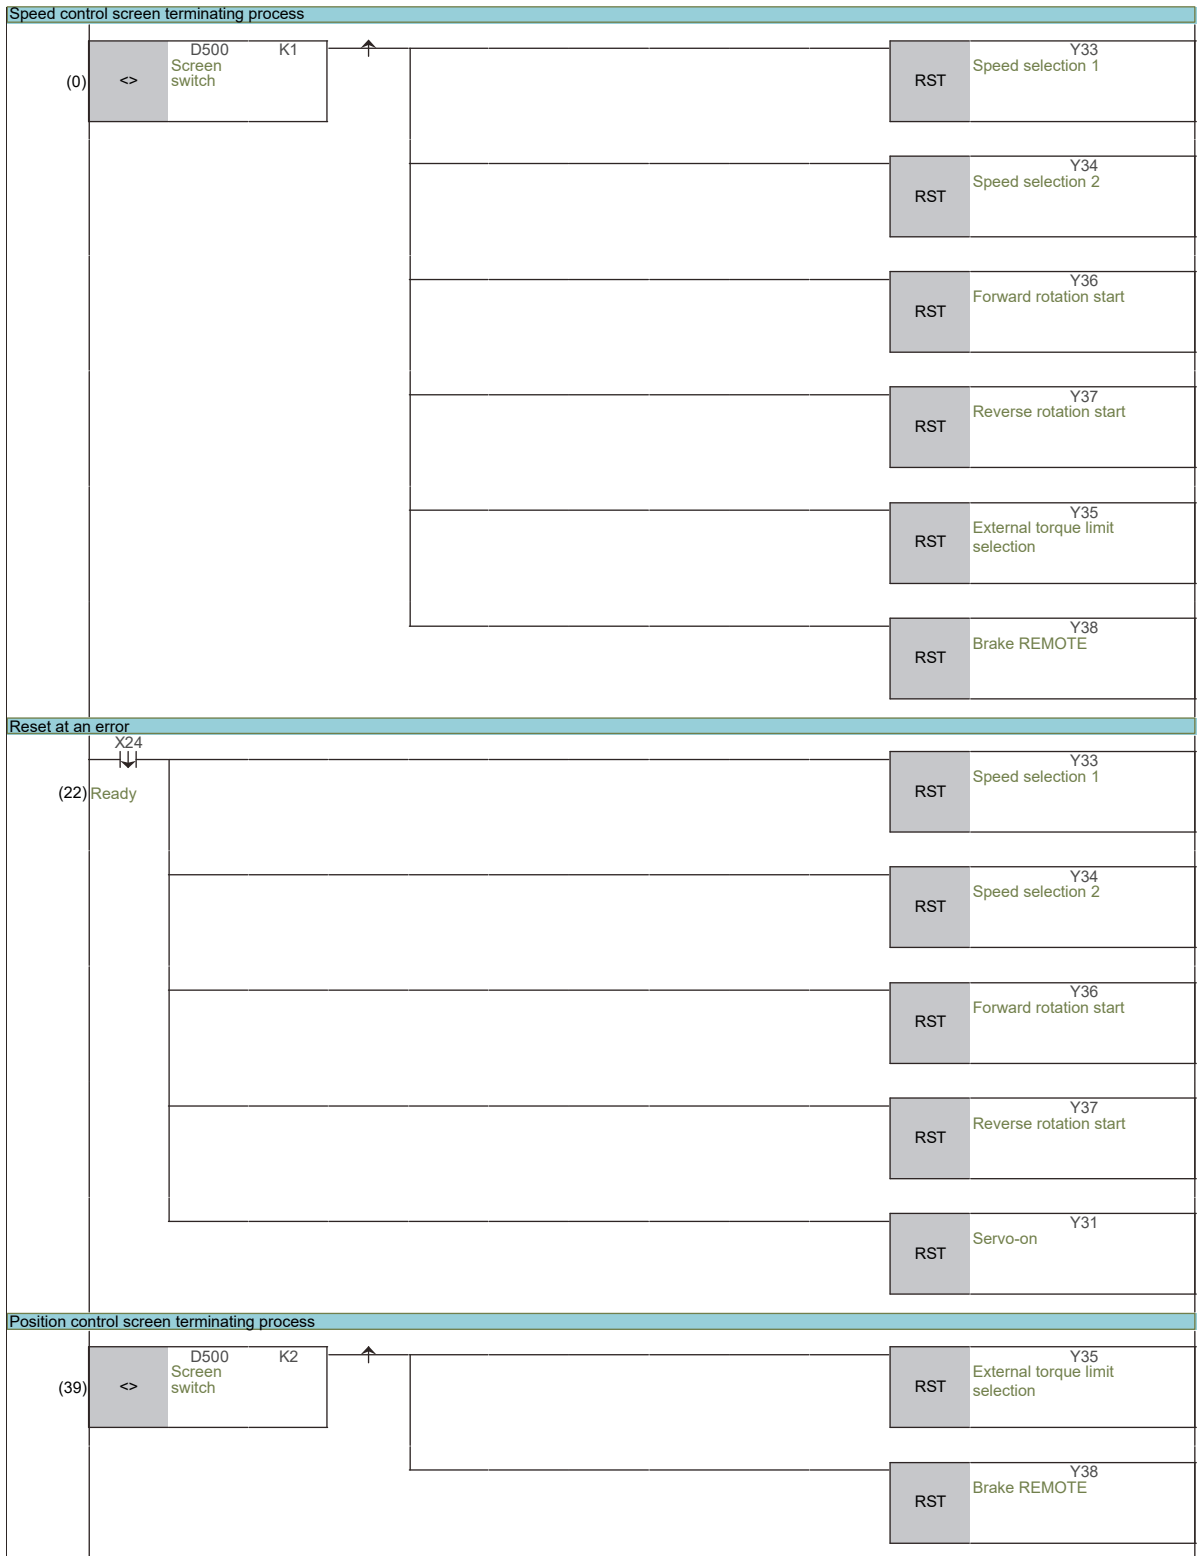 Speed control screen terminating process
D500 K1
Screen
switch
(0)
<>
Y33
Speed selection 1
RST
Y34
Speed selection 2
RST
Y36
Forward rotation start
RST
Y37
Reverse rotation start
RST
Y35
External torque limit
selection
RST
Y38
Brake REMOTE
RST
Reset at an error
X24
(22) Ready
Y33
Speed selection 1
RST
Y34
Speed selection 2
RST
Y36
Forward rotation start
RST
Y37
Reverse rotation start
RST
Y31
Servo-on
RST
Position control screen terminating process
D500 K2
Screen
switch
(39)
<>
Y35
External torque limit
selection
RST
Y38
Brake REMOTE
RST